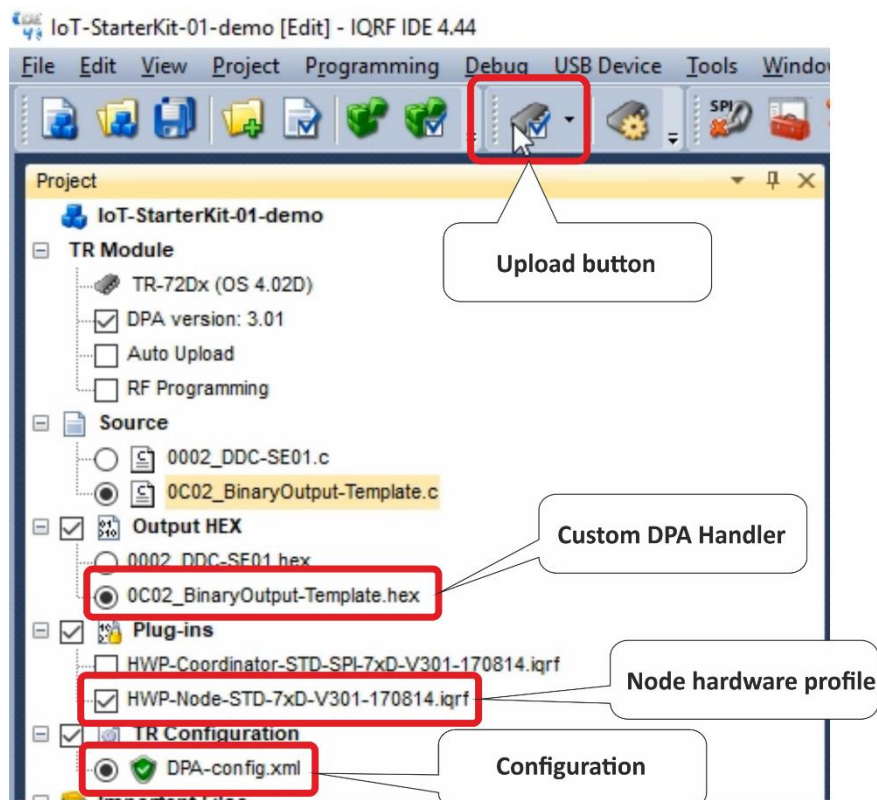 IoT-StarterKit-01-demo [Edit] - IQRF IDE 4.44
File Edit View Project Programming Debug USB Device Tools Windo
SPI
Project
IoT-StarterKit-01-demo
TR Module
Upload button
TR-72Dx (OS 4.02D)
DPA version: 3.01
Auto Upload
RF Programming
Source
0002_DDC-SE01.c
0C02_BinaryOutput-Template.c
Output HEX
Custom DPA Handler
0002_DDC-SE01.hex
0C02_BinaryOutput-Template.hex
Plug-ins
HWP-Coordinator-STD-SPI-7xD-V301-170814.iqrf
Node hardware profile
HWP-Node-STD-7xD-V301-170814.iqrf
TR Configuration
DPA-config.xml
Configuration
Important Files